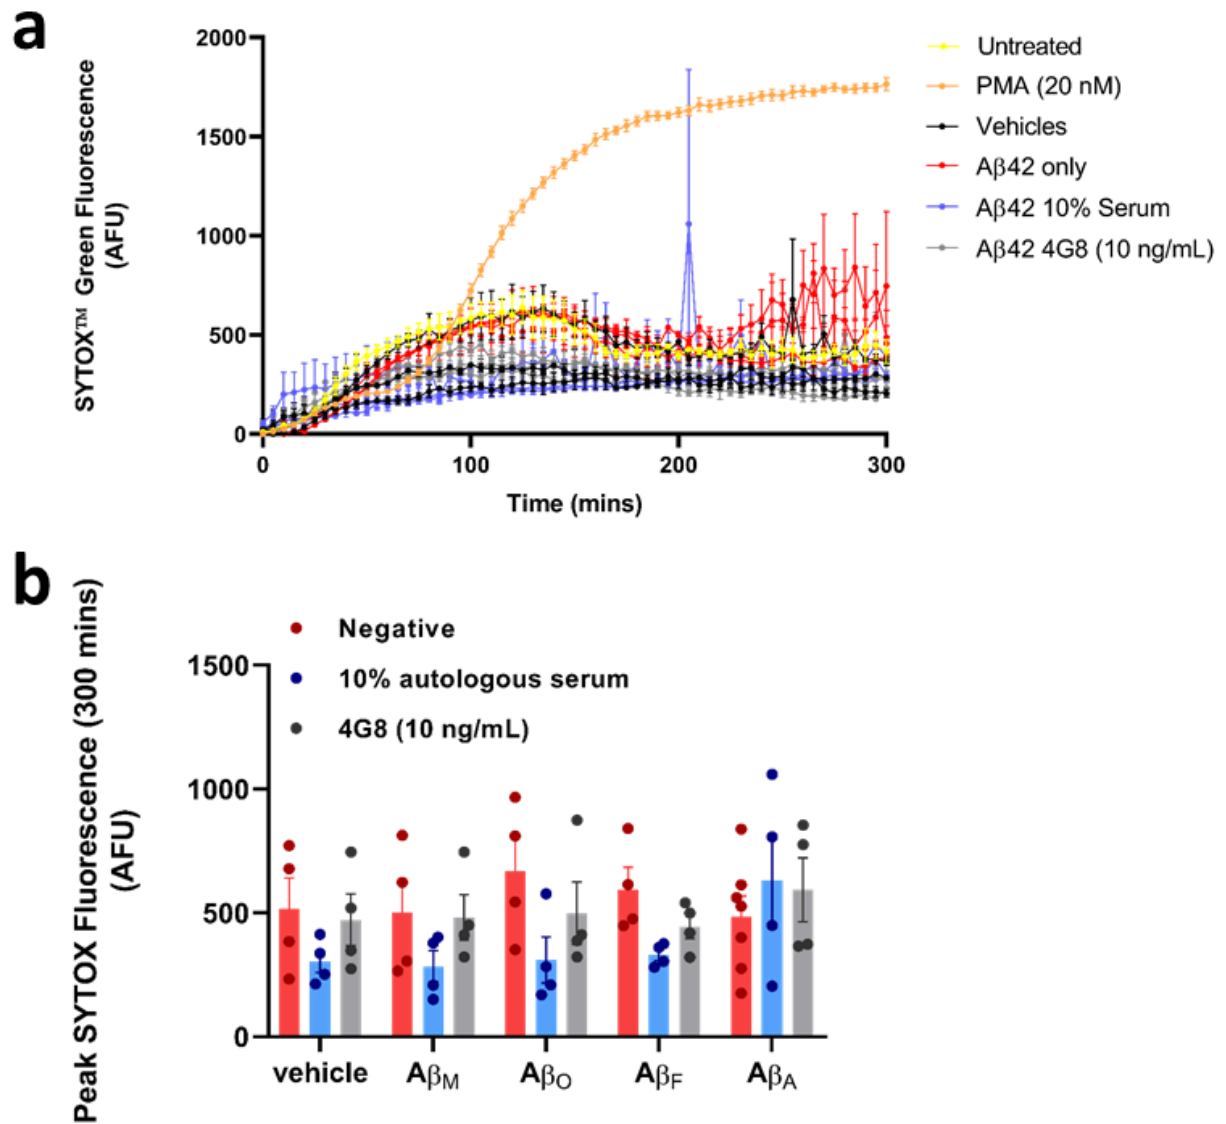 a
SYTOX™ Green Fluorescence
(AFU)
2000
1500
1000
500
0
0 100 200 300
Time (mins)
Untreated
PMA (20 nM)
Vehicles
Aβ42 only
Aβ42 10% Serum
Aβ42 4G8 (10 ng/mL)
b
Peak SYTOX Fluorescence (300 mins)
(AFU)
Negative
10% autologous serum
4G8 (10 ng/mL)
1500
1000
500
0
vehicle AβM AβO AβF AβA